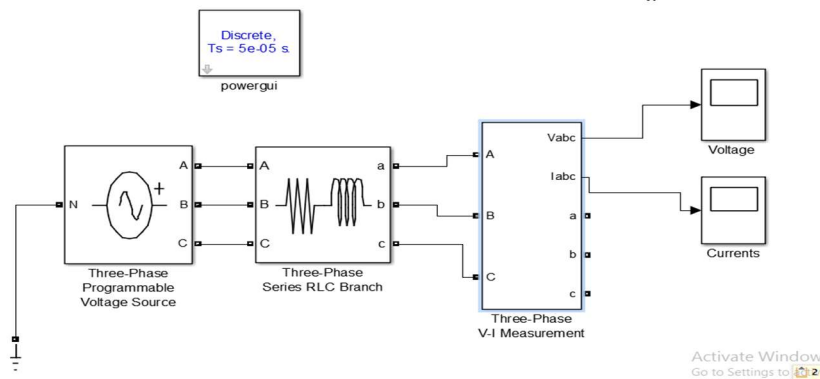 Discrete,
Ts = 5e-05 s.
powergui
A
B
C
N
+
Three-Phase
Programmable
Voltage Source
A
B
C
a
b
c
Three-Phase
Series RLC Branch
A
B
C
Vabc
Iabc
a
b
c
Three-Phase
V-I Measurement
Voltage
Currents
Activate Window
Go to Settings to
2